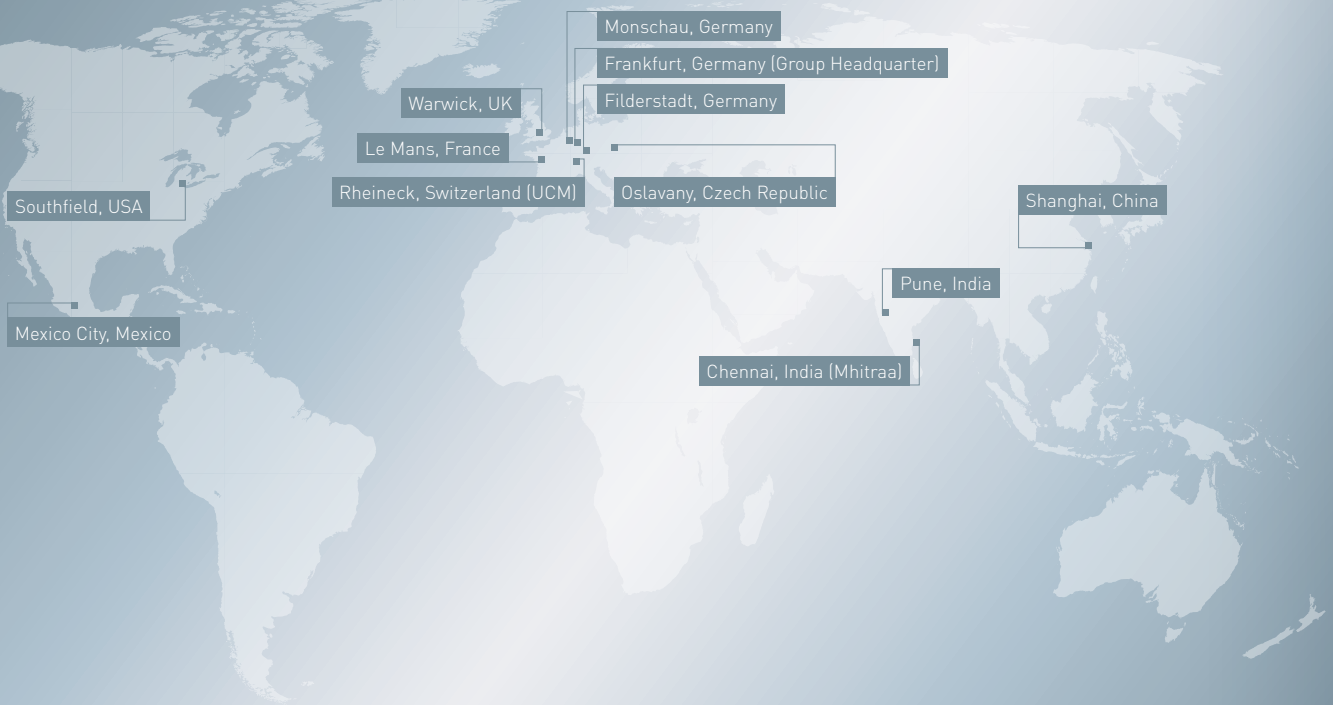 Monschau, Germany
Frankfurt, Germany (Group Headquarter)
Filderstadt, Germany
Warwick, UK
Le Mans, France
Rheineck, Switzerland (UCM)
Oslavany, Czech Republic
Southfield, USA
Shanghai, China
Pune, India
Mexico City, Mexico
Chennai, India (Mhitraa)